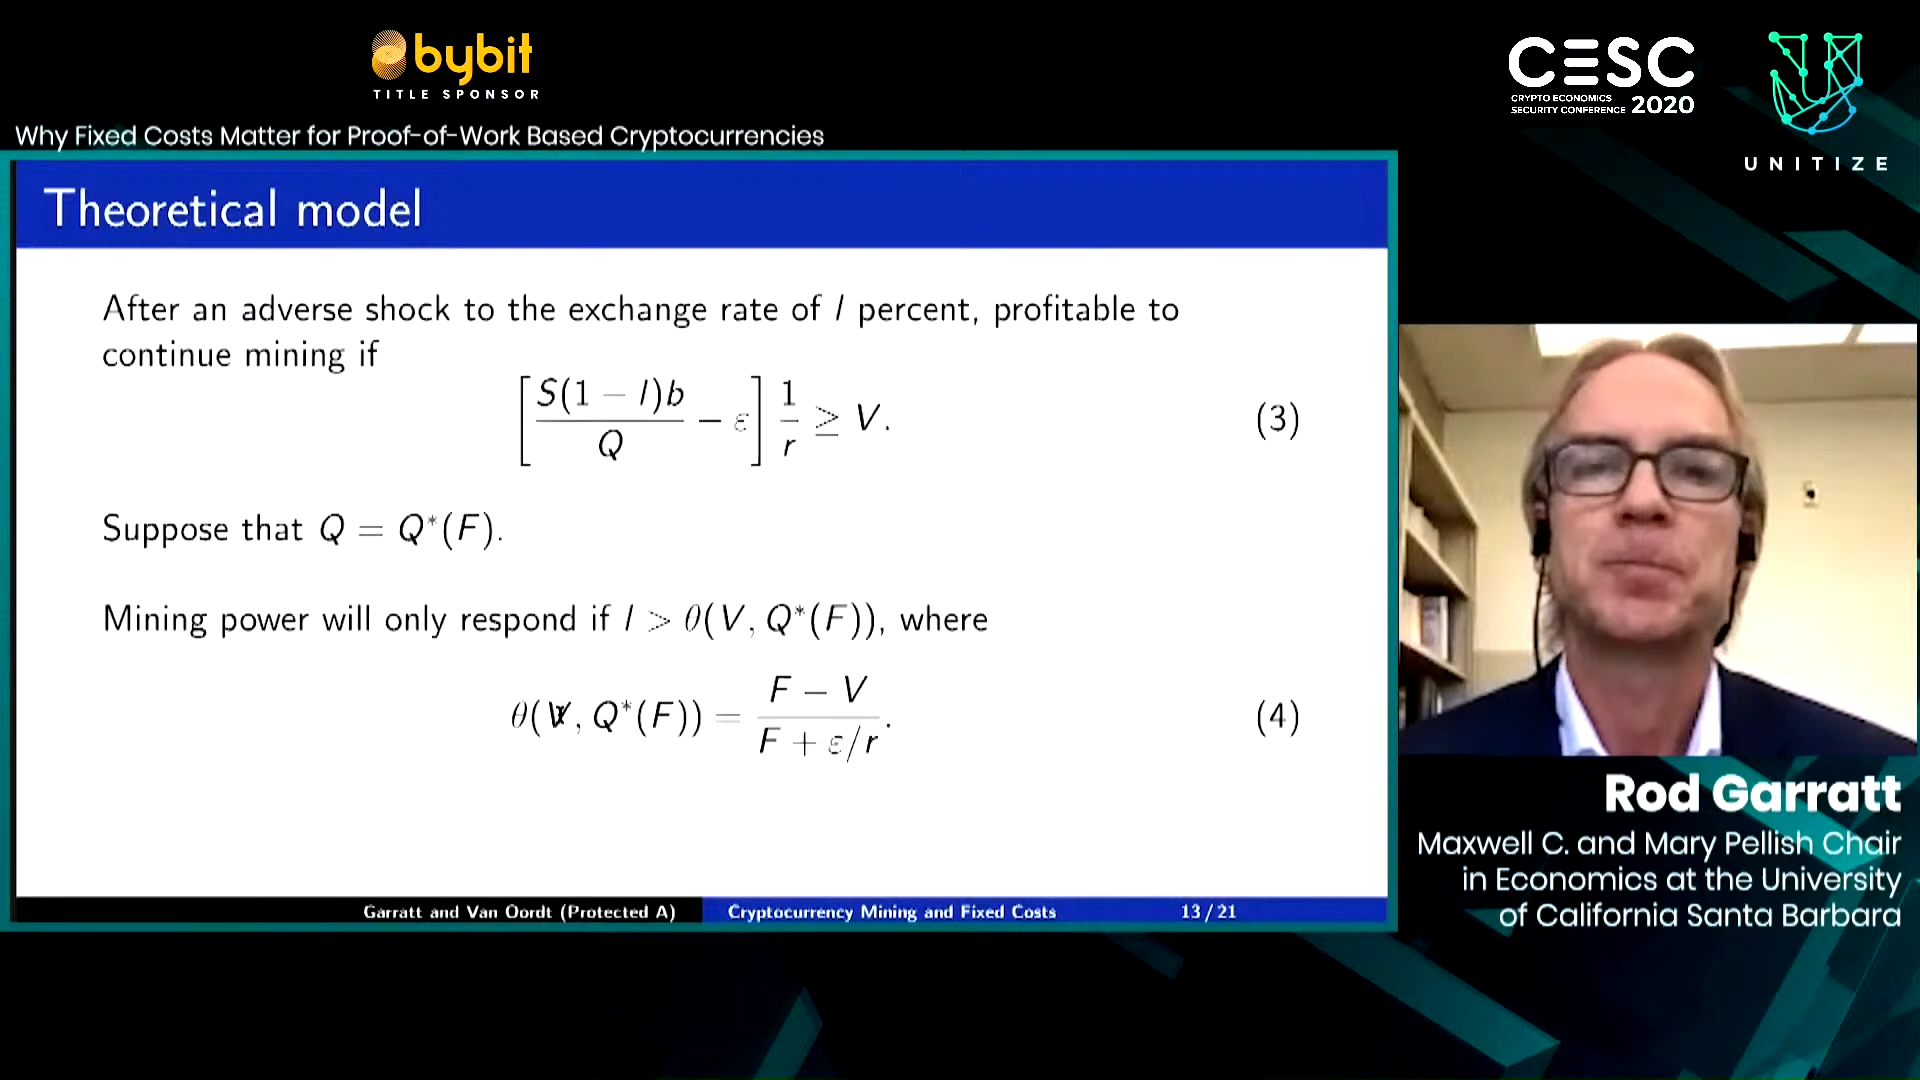 bybit
TITLE SPONSOR
CESC
CRYPTO ECONOMICS
SECURITY CONFERENCE 2020
UNITIZE
Why Fixed Costs Matter for Proof-of-Work Based Cryptocurrencies
Theoretical model
After an adverse shock to the exchange rate of l percent, profitable to
continue mining if
[S(1 − l)b / Q − ε] 1/r ≥ V. (3)
Suppose that Q = Q*(F).
Mining power will only respond if l > θ(V, Q*(F)), where
θ(V, Q*(F)) = (F − V) / (F + ε/r). (4)
Garratt and Van Oordt (Protected A) Cryptocurrency Mining and Fixed Costs 13 / 21
Rod Garratt
Maxwell C. and Mary Pellish Chair
in Economics at the University
of California Santa Barbara